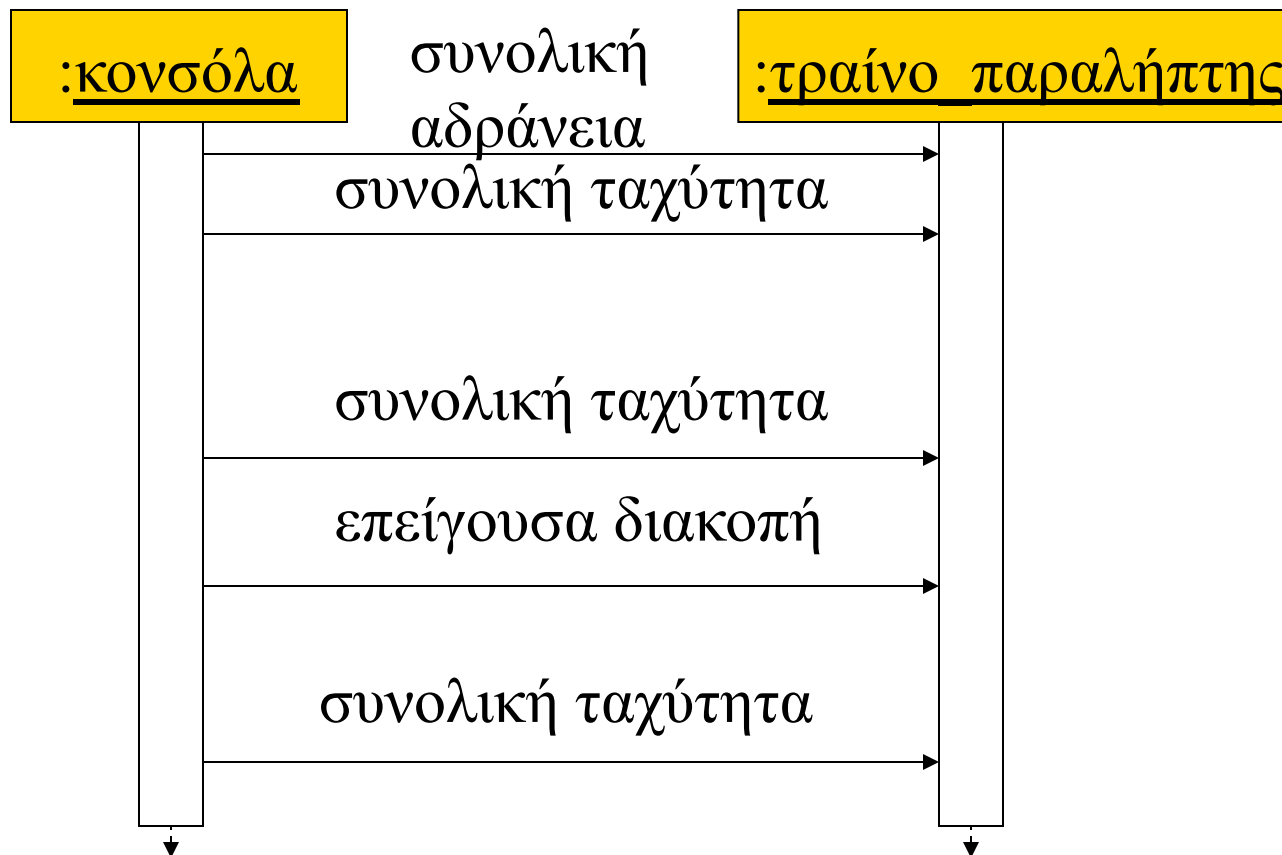 :κονσόλα
συνολική
αδράνεια
:τραίνο_παραλήπτης
συνολική ταχύτητα
συνολική ταχύτητα
επείγουσα διακοπή
συνολική ταχύτητα